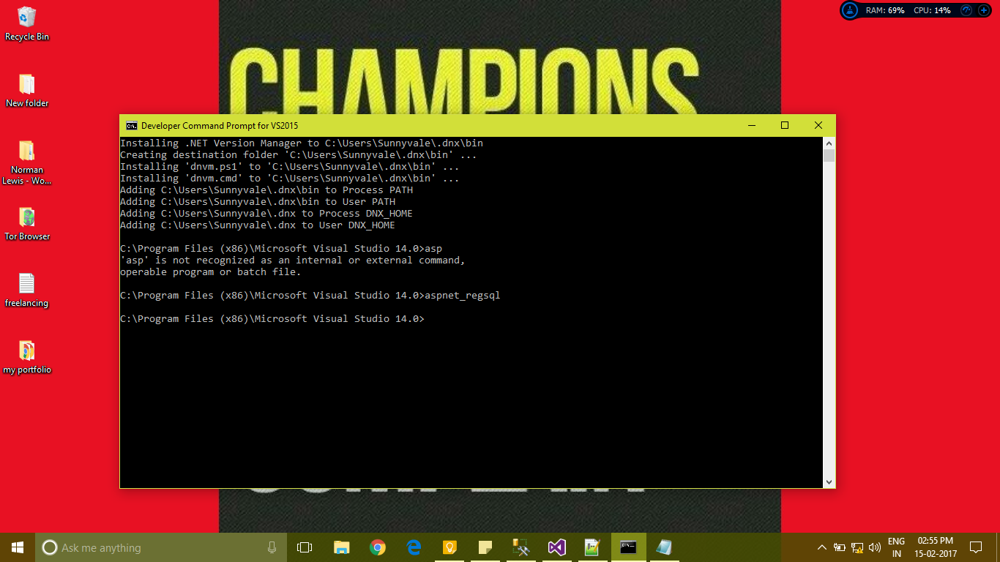 Recycle Bin
New folder
Norman
Lewis - Wo...
Tor Browser
freelancing
my portfolio
RAM: 69% CPU: 14%
CHAMPIONS
Developer Command Prompt for VS2015
Installing .NET Version Manager to C:\Users\Sunnyvale\.dnx\bin
Creating destination folder 'C:\Users\Sunnyvale\.dnx\bin' ...
Installing 'dnvm.ps1' to 'C:\Users\Sunnyvale\.dnx\bin' ...
Installing 'dnvm.cmd' to 'C:\Users\Sunnyvale\.dnx\bin' ...
Adding C:\Users\Sunnyvale\.dnx\bin to Process PATH
Adding C:\Users\Sunnyvale\.dnx\bin to User PATH
Adding C:\Users\Sunnyvale\.dnx to Process DNX_HOME
Adding C:\Users\Sunnyvale\.dnx to User DNX_HOME
C:\Program Files (x86)\Microsoft Visual Studio 14.0>asp
'asp' is not recognized as an internal or external command,
operable program or batch file.
C:\Program Files (x86)\Microsoft Visual Studio 14.0>aspnet_regsql
C:\Program Files (x86)\Microsoft Visual Studio 14.0>
Ask me anything
ENG
IN
02:55 PM
15-02-2017